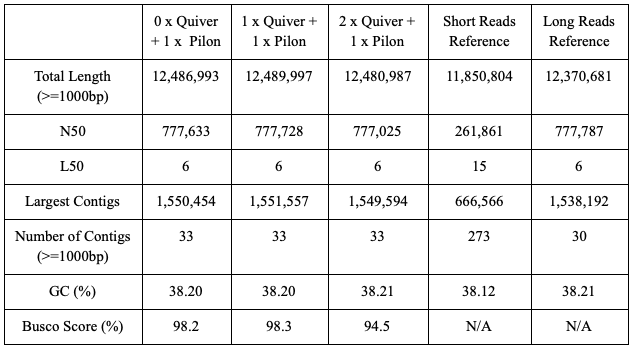 0 x Quiver + 1 x Pilon 1 x Quiver + 1 x Pilon 2 x Quiver + 1 x Pilon Short Reads Reference Long Reads Reference
Total Length (>=1000bp) 12,486,993 12,489,997 12,480,987 11,850,804 12,370,681
N50 777,633 777,728 777,025 261,861 777,787
L50 6 6 6 15 6
Largest Contigs 1,550,454 1,551,557 1,549,594 666,566 1,538,192
Number of Contigs (>=1000bp) 33 33 33 273 30
GC (%) 38.20 38.20 38.21 38.12 38.21
Busco Score (%) 98.2 98.3 94.5 N/A N/A